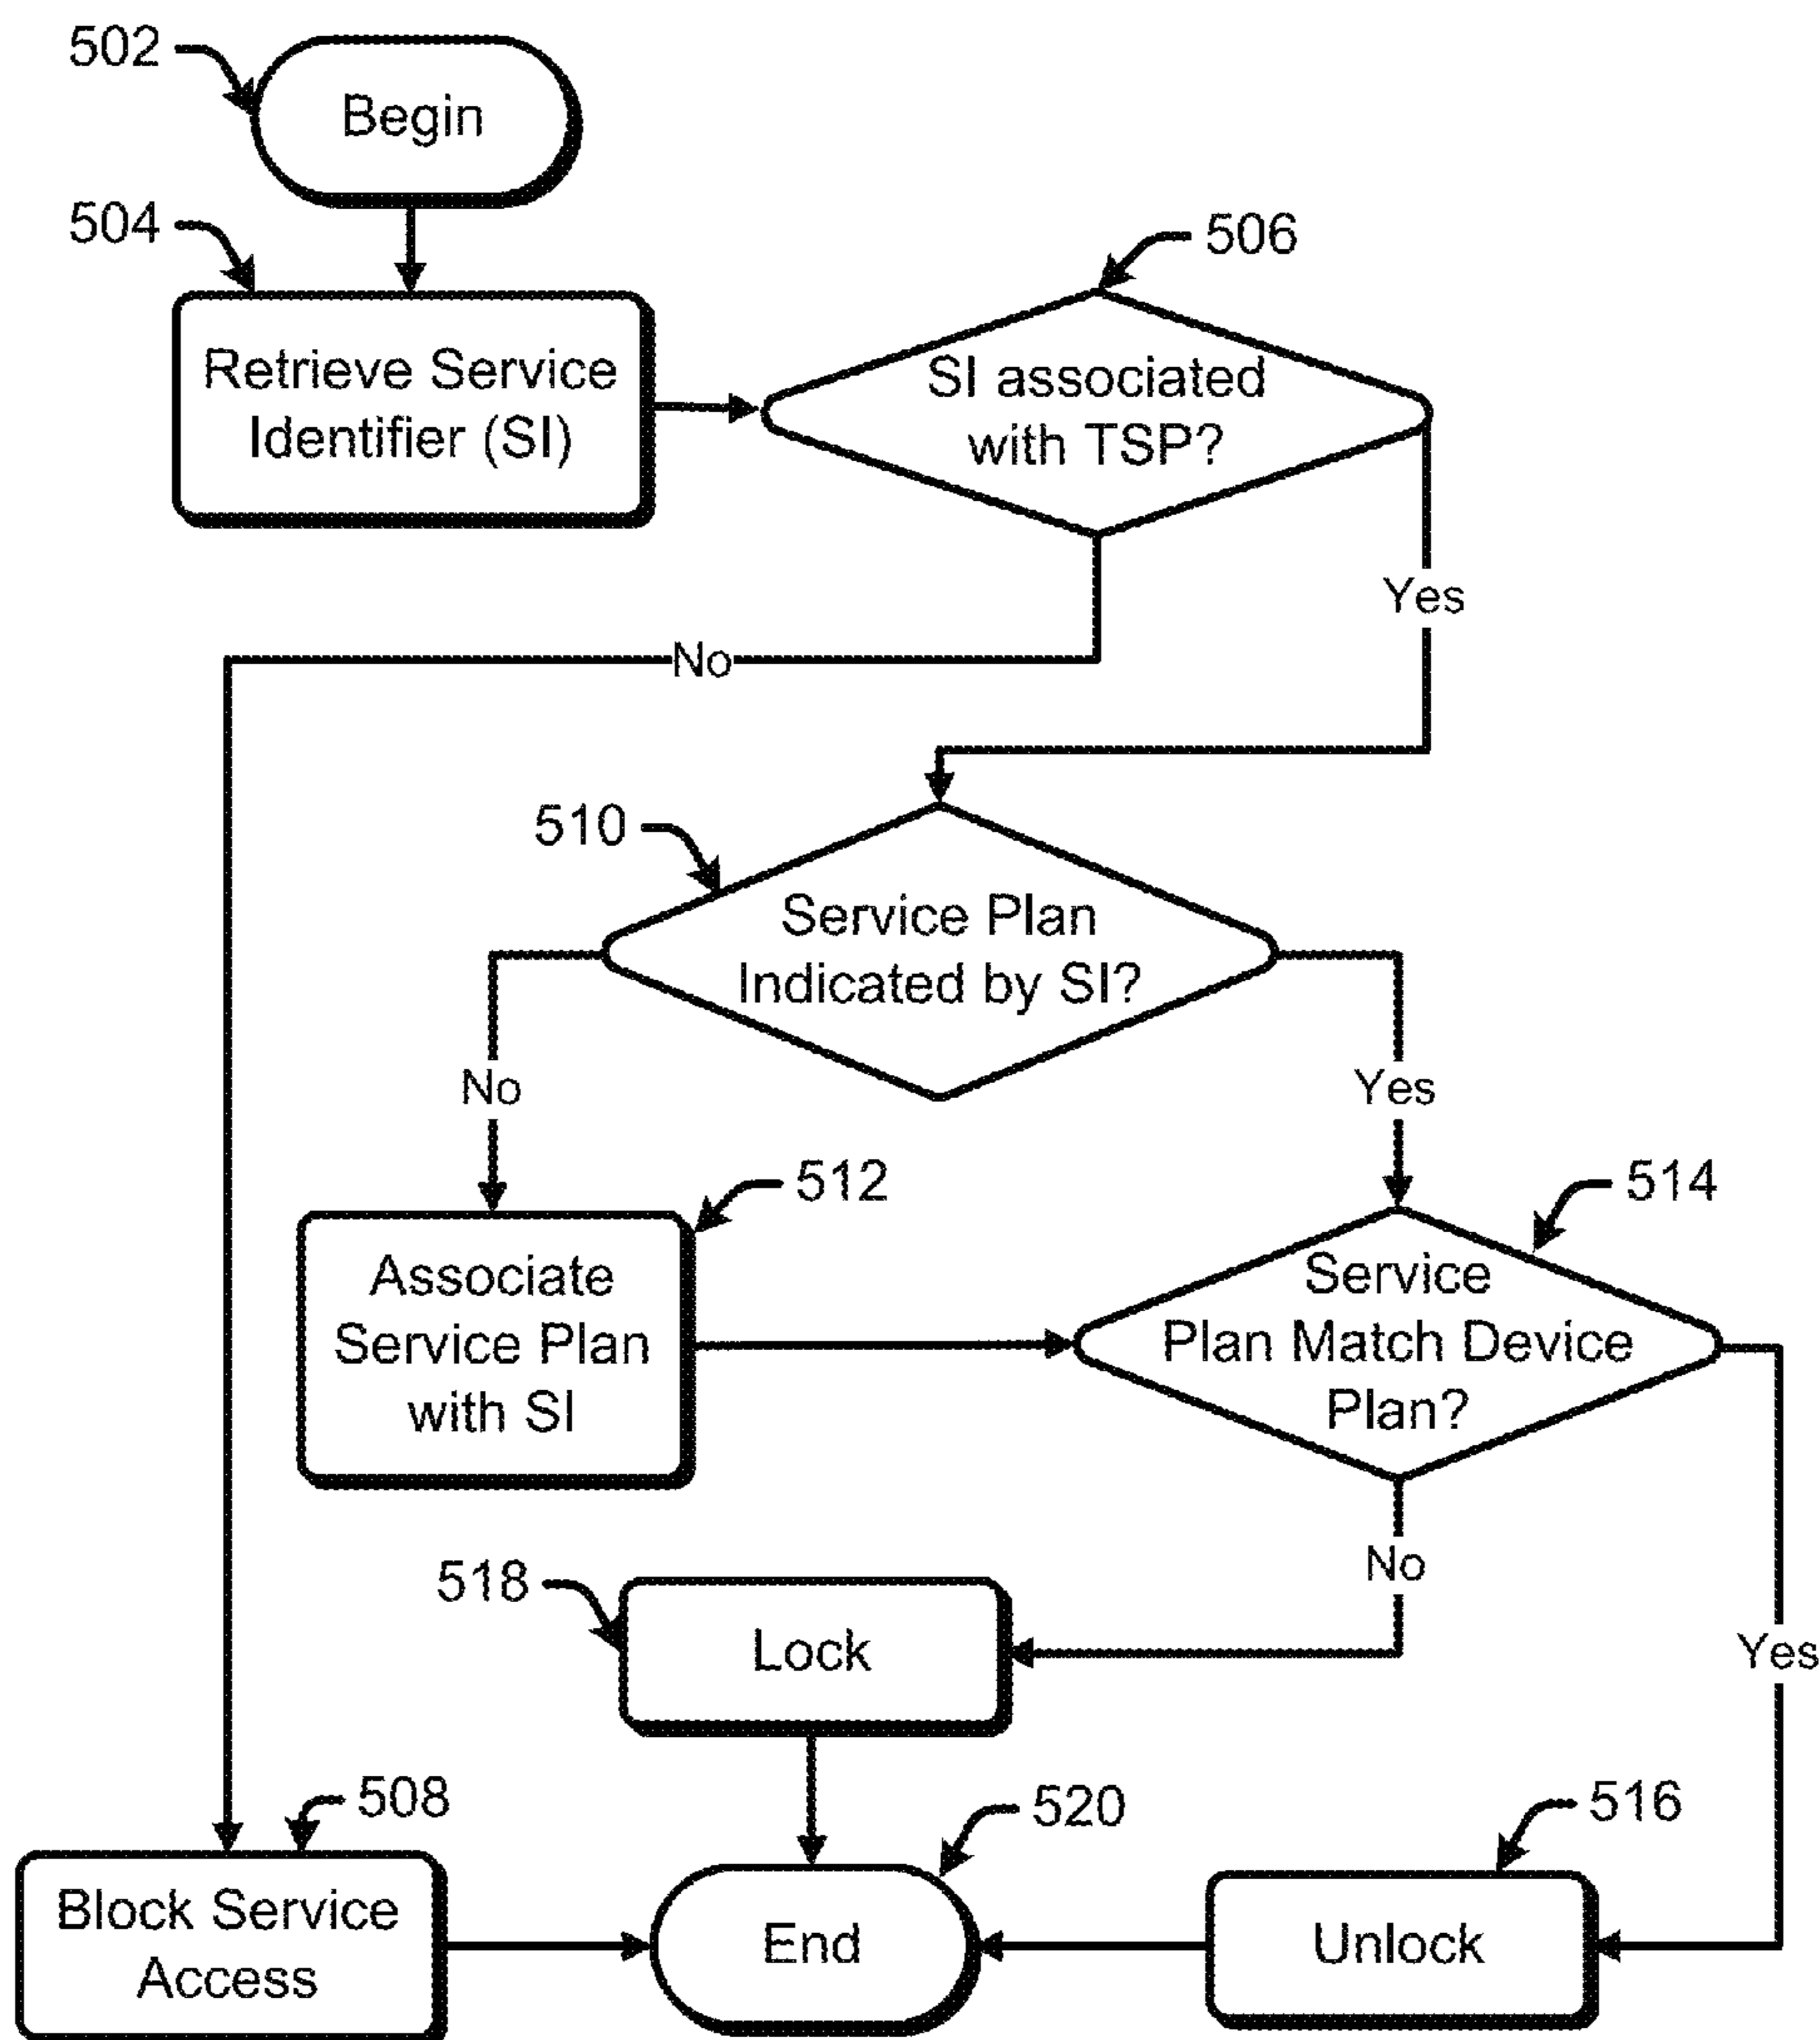 502
Begin
504
506
Retrieve Service
Identifier (SI)
SI associated
with TSP?
Yes
No
510
Service Plan
Indicated by SI?
No
Yes
512
514
Associate
Service Plan
with SI
Service
Plan Match Device
Plan?
No
518
Lock
Yes
508
520
516
Block Service
Access
End
Unlock